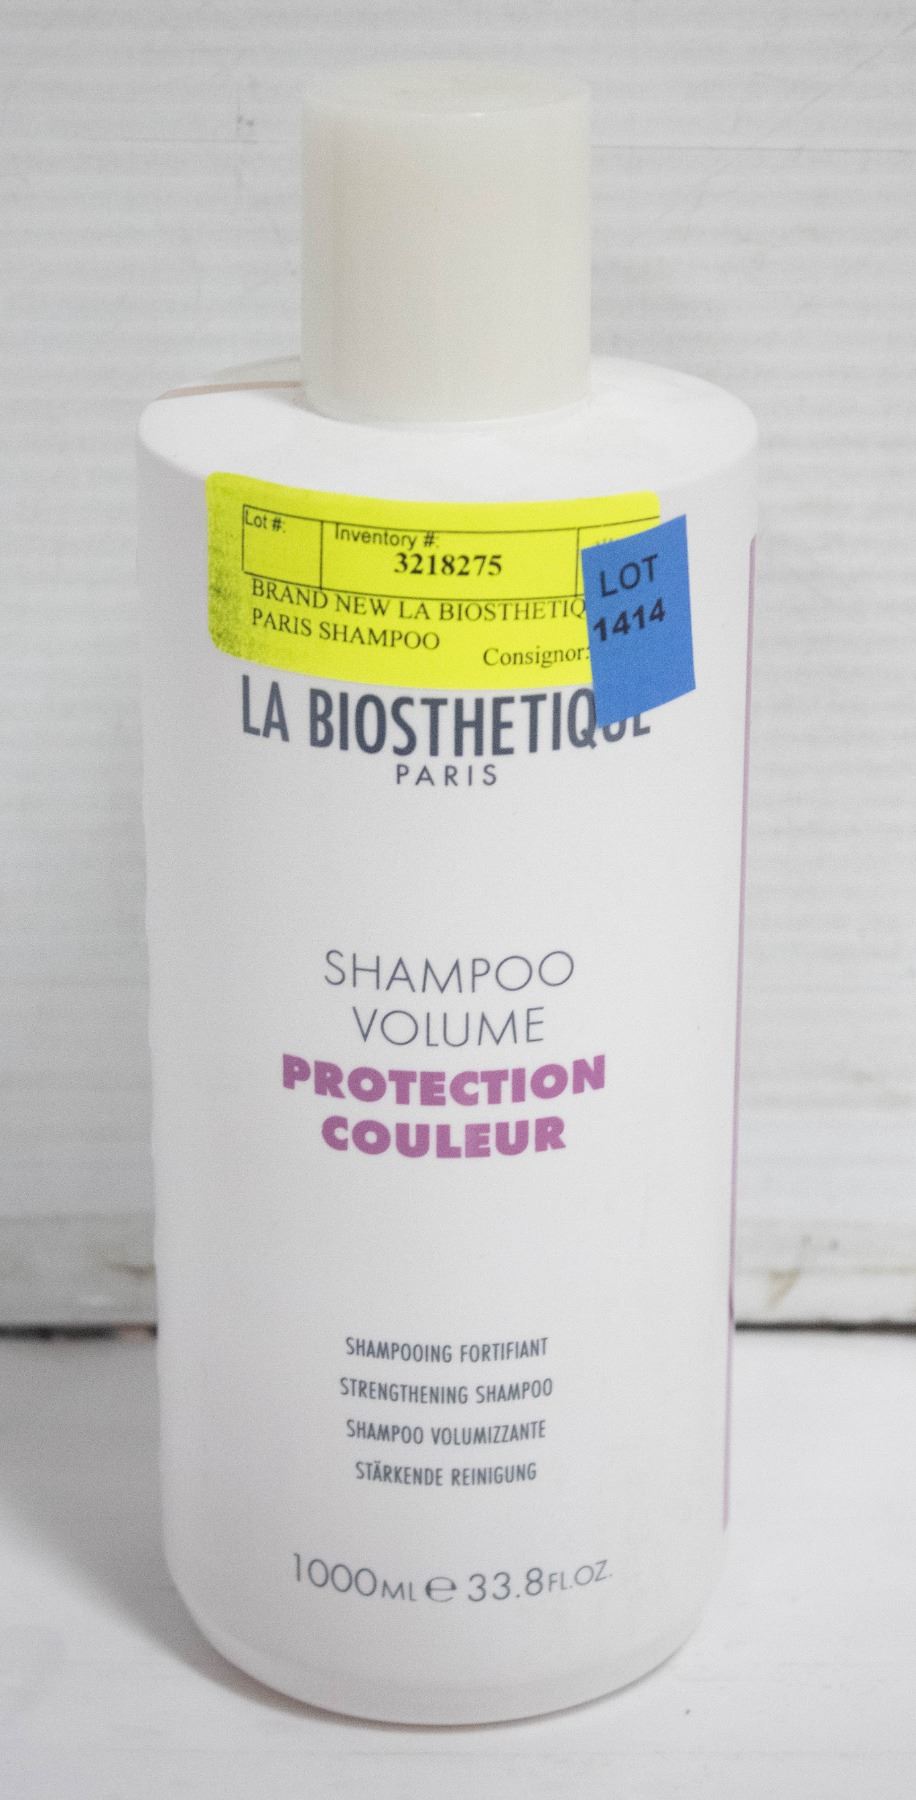 Lot #:
Inventory #:
3218275
BRAND NEW LA BIOSTHETIQ
PARIS SHAMPOO
Consignor:
LOT
1414
LA BIOSTHETIQUE
PARIS
SHAMPOO
VOLUME
PROTECTION
COULEUR
SHAMPOOING FORTIFIANT
STRENGTHENING SHAMPOO
SHAMPOO VOLUMIZZANTE
STÄRKENDE REINIGUNG
1000ML ℮ 33.8FL.OZ.